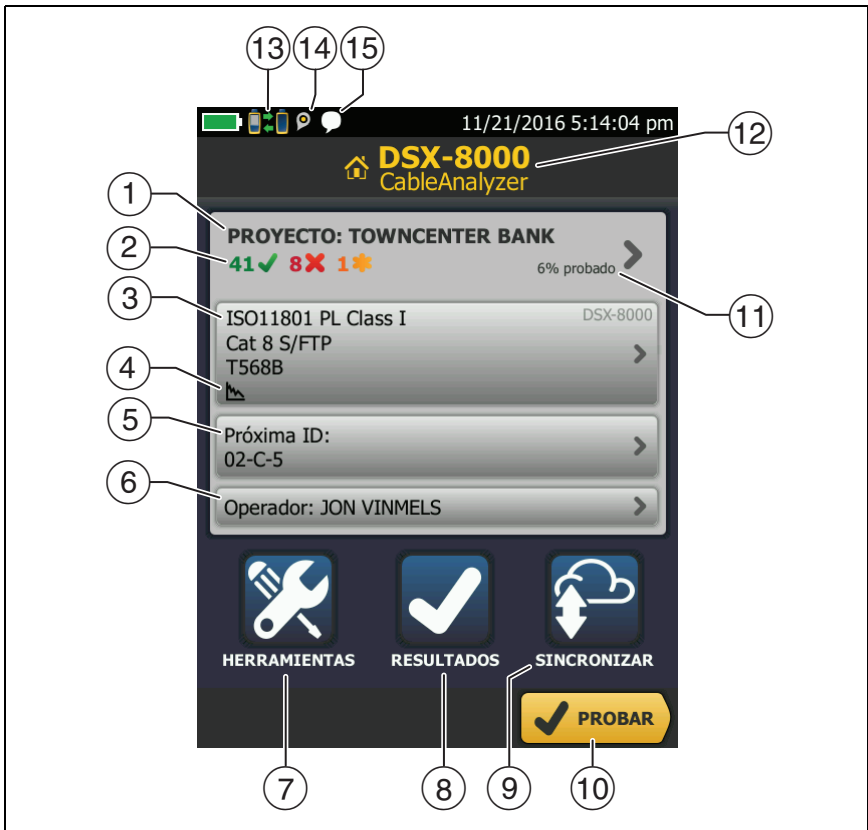 13 14 15
11/21/2016 5:14:04 pm
12
DSX-8000
CableAnalyzer
1
PROYECTO: TOWNCENTER BANK
2
41 8 1
6% probado
11
3
ISO11801 PL Class I
DSX-8000
Cat 8 S/FTP
T568B
4
5
Próxima ID:
02-C-5
6
Operador: JON VINMELS
HERRAMIENTAS
RESULTADOS
SINCRONIZAR
PROBAR
7
8
9
10